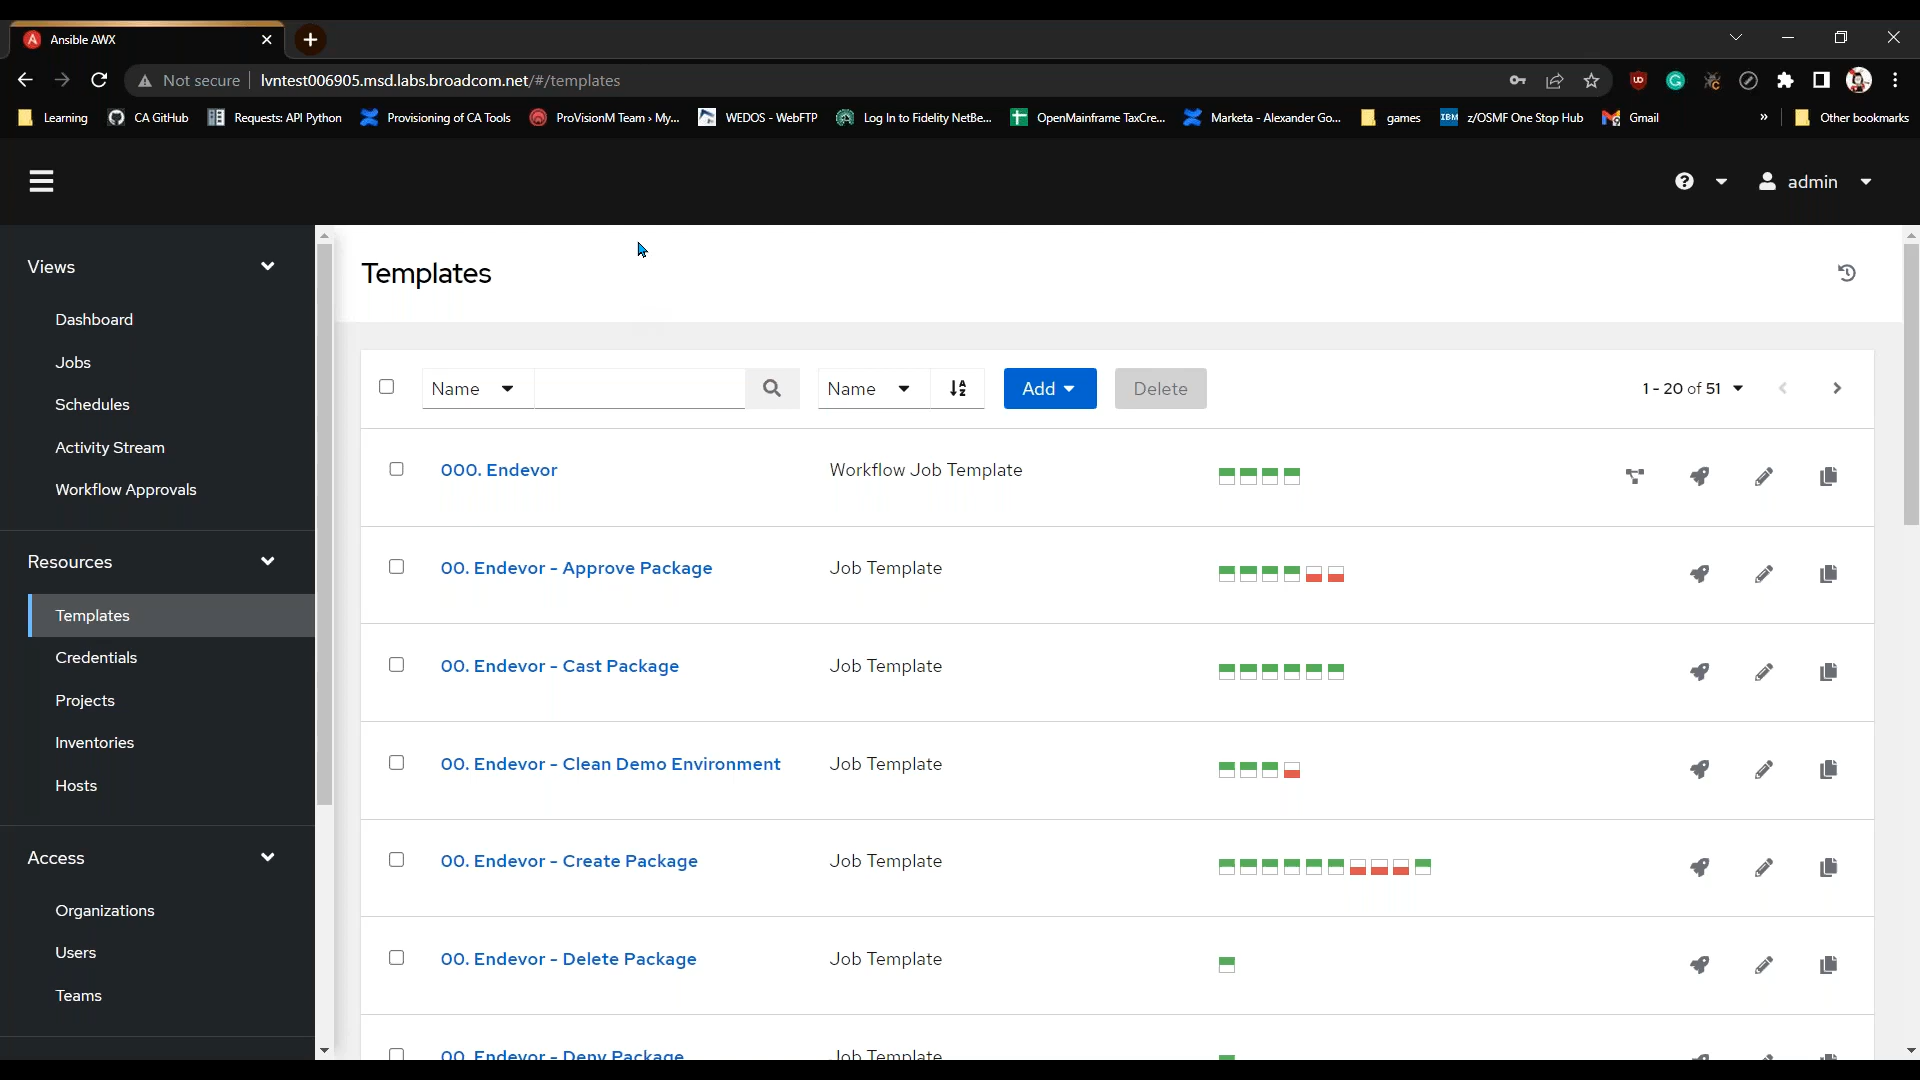 Ansible AWX
Not secure lvntest006905.msd.labs.broadcom.net/#/templates
Learning CA GitHub Requests: API Python Provisioning of CA Tools ProVisionM Team › My... WEDOS - WebFTP Log In to Fidelity NetBe... OpenMainframe TaxCre... Marketa - Alexander Go... games IBM z/OSMF One Stop Hub Gmail » Other bookmarks
admin
Views
Dashboard
Jobs
Schedules
Activity Stream
Workflow Approvals
Resources
Templates
Credentials
Projects
Inventories
Hosts
Access
Organizations
Users
Teams
Templates
Name Name Add Delete 1 - 20 of 51
000. Endevor Workflow Job Template
00. Endevor - Approve Package Job Template
00. Endevor - Cast Package Job Template
00. Endevor - Clean Demo Environment Job Template
00. Endevor - Create Package Job Template
00. Endevor - Delete Package Job Template
00. Endevor - Deny Package Job Template